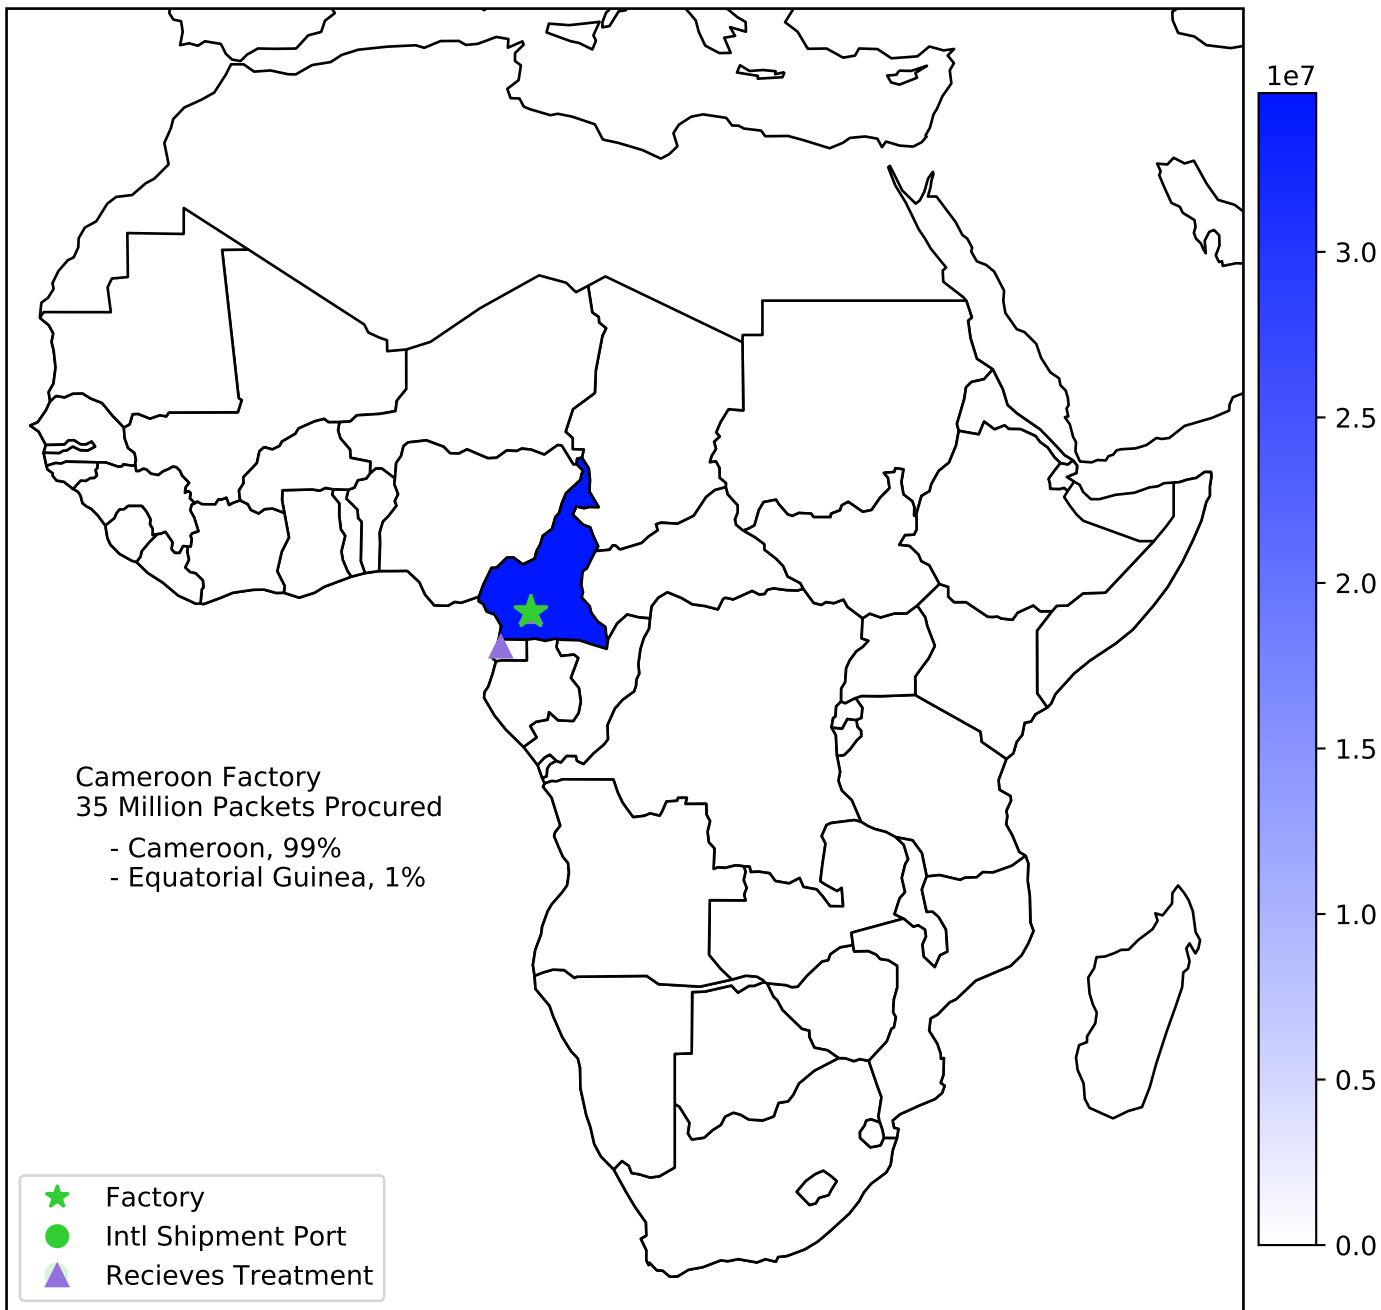 1e7
3.0
2.5
2.0
1.5
1.0
0.5
0.0
Cameroon Factory
35 Million Packets Procured
- Cameroon, 99%
- Equatorial Guinea, 1%
Factory
Intl Shipment Port
Recieves Treatment